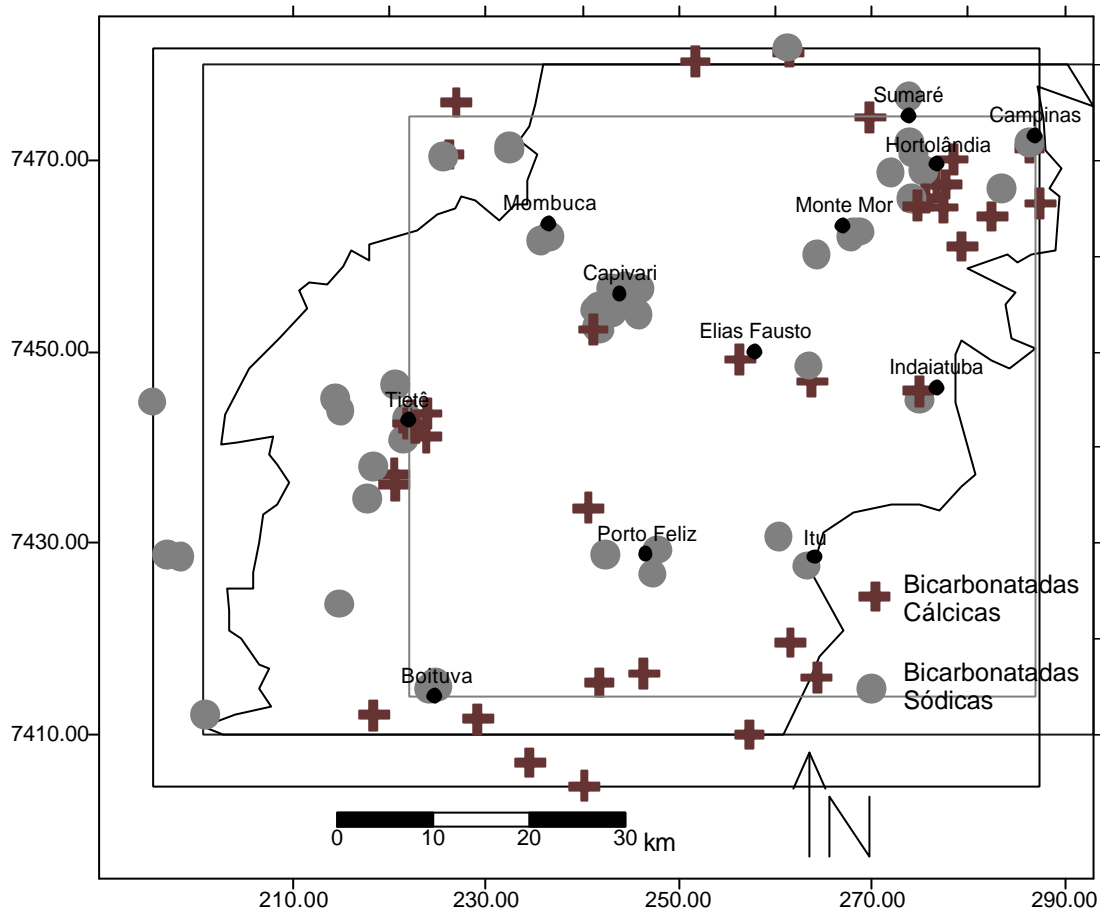 Sumaré
Campinas
7470.00
Hortolândia
Mombuca
Monte Mor
Capivari
Elias Fausto
7450.00
Indaiatuba
Tietê
Porto Feliz
Itu
7430.00
Bicarbonatadas
Cálcicas
Boituva
Bicarbonatadas
Sódicas
7410.00
N
0 10 20 30 km
210.00 230.00 250.00 270.00 290.00